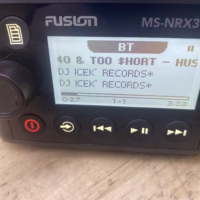 FUSION MS-NRX3
BT
40 & TOO $HORT - HUS
DJ ICEK' RECORDS*
DJ ICEK' RECORDS*
0:27 1÷1 3:22